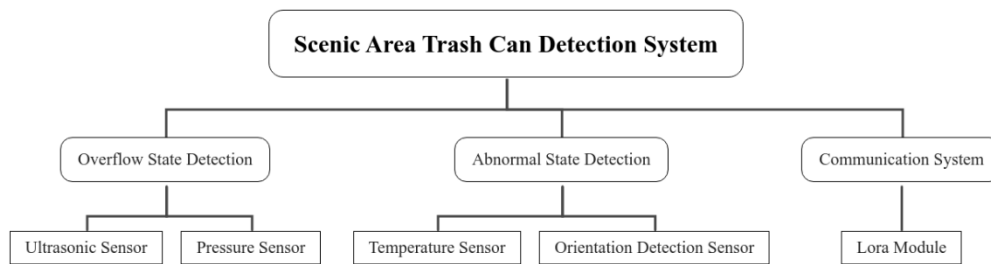 Scenic Area Trash Can Detection System
Overflow State Detection
Abnormal State Detection
Communication System
Ultrasonic Sensor
Pressure Sensor
Temperature Sensor
Orientation Detection Sensor
Lora Module